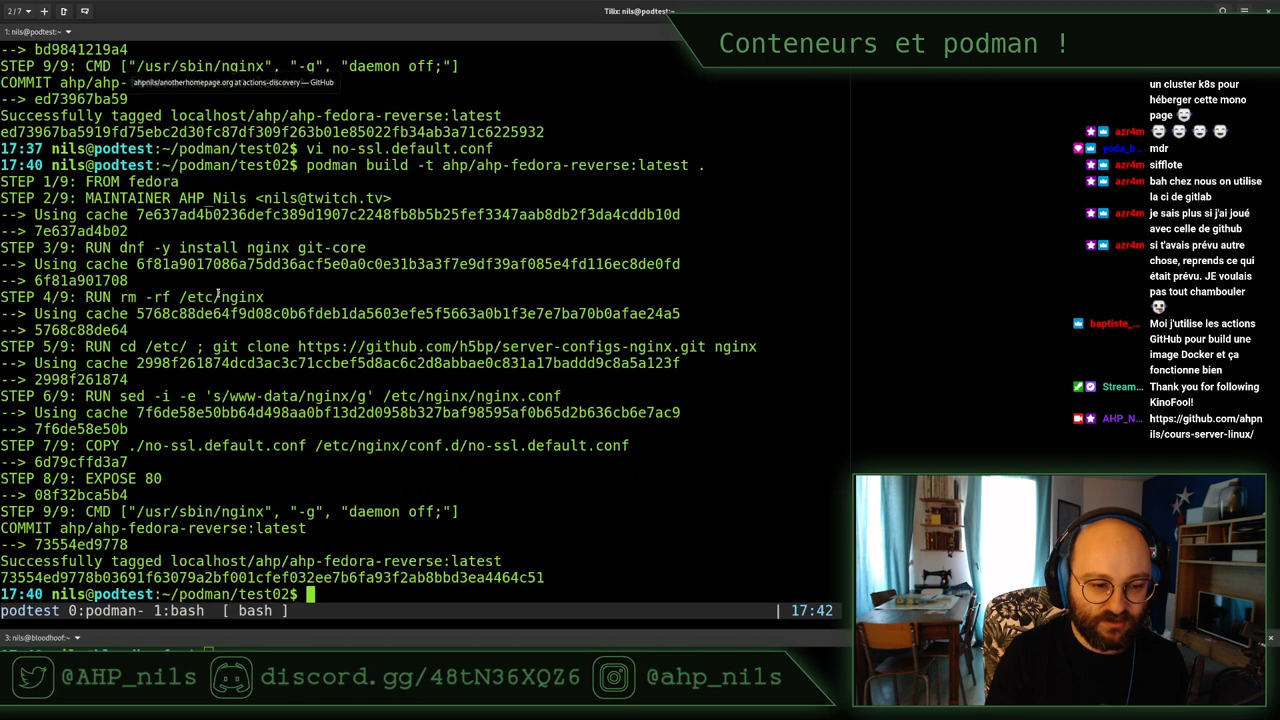 2/7
Tilix: nils@podtest:~
1: nils@podtest:~
--> bd9841219a4
STEP 9/9: CMD ["/usr/sbin/nginx", "-g", "daemon off;"]
COMMIT ahp/ahp-
ahpnils/anotherhomepage.org at actions-discovery — GitHub
--> ed73967ba59
Successfully tagged localhost/ahp/ahp-fedora-reverse:latest
ed73967ba5919fd75ebc2d30fc87df309f263b01e85022fb34ab3a71c6225932
17:37 nils@podtest:~/podman/test02$ vi no-ssl.default.conf
17:40 nils@podtest:~/podman/test02$ podman build -t ahp/ahp-fedora-reverse:latest .
STEP 1/9: FROM fedora
STEP 2/9: MAINTAINER AHP_Nils <nils@twitch.tv>
--> Using cache 7e637ad4b0236defc389d1907c2248fb8b5b25fef3347aab8db2f3da4cddb10d
--> 7e637ad4b02
STEP 3/9: RUN dnf -y install nginx git-core
--> Using cache 6f81a9017086a75dd36acf5e0a0c0e31b3a3f7e9df39af085e4fd116ec8de0fd
--> 6f81a901708
STEP 4/9: RUN rm -rf /etc/nginx
--> Using cache 5768c88de64f9d08c0b6fdeb1da5603efe5f5663a0b1f3e7e7ba70b0afae24a5
--> 5768c88de64
STEP 5/9: RUN cd /etc/ ; git clone https://github.com/h5bp/server-configs-nginx.git nginx
--> Using cache 2998f261874dcd3ac3c71ccbef5d8ac6c2d8abbae0c831a17baddd9c8a5a123f
--> 2998f261874
STEP 6/9: RUN sed -i -e 's/www-data/nginx/g' /etc/nginx/nginx.conf
--> Using cache 7f6de58e50bb64d498aa0bf13d2d0958b327baf98595af0b65d2b636cb6e7ac9
--> 7f6de58e50b
STEP 7/9: COPY ./no-ssl.default.conf /etc/nginx/conf.d/no-ssl.default.conf
--> 6d79cffd3a7
STEP 8/9: EXPOSE 80
--> 08f32bca5b4
STEP 9/9: CMD ["/usr/sbin/nginx", "-g", "daemon off;"]
COMMIT ahp/ahp-fedora-reverse:latest
--> 73554ed9778
Successfully tagged localhost/ahp/ahp-fedora-reverse:latest
73554ed9778b03691f63079a2bf001cfef032ee7b6fa93f2ab8bbd3ea4464c51
17:40 nils@podtest:~/podman/test02$
podtest 0:podman- 1:bash [ bash ] | 17:42
3: nils@bloodhoof:~
@AHP_nils
discord.gg/48tN36XQZ6
@ahp_nils
Conteneurs et podman !
un cluster k8s pour
héberger cette mono
page
azr4m
yoda_b... mdr
azr4m sifflote
azr4m bah chez nous on utilise
la ci de gitlab
azr4m je sais plus si j'ai joué
avec celle de github
azr4m si t'avais prévu autre
chose, reprends ce qui
était prévu. JE voulais
pas tout chambouler
baptiste_... Moi j'utilise les actions
GitHub pour build une
image Docker et ça
fonctionne bien
Stream... Thank you for following
KinoFool!
AHP_N... https://github.com/ahpn
ils/cours-server-linux/